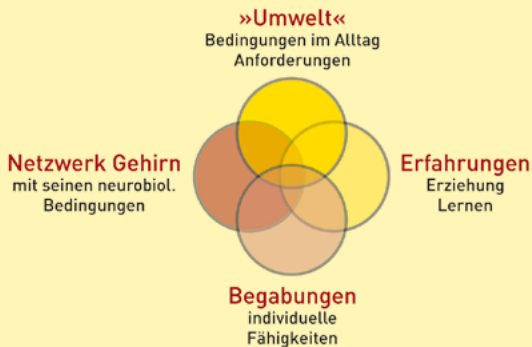 »Umwelt«
Bedingungen im Alltag
Anforderungen
Netzwerk Gehirn
mit seinen neurobiol.
Bedingungen
Erfahrungen
Erziehung
Lernen
Begabungen
individuelle
Fähigkeiten